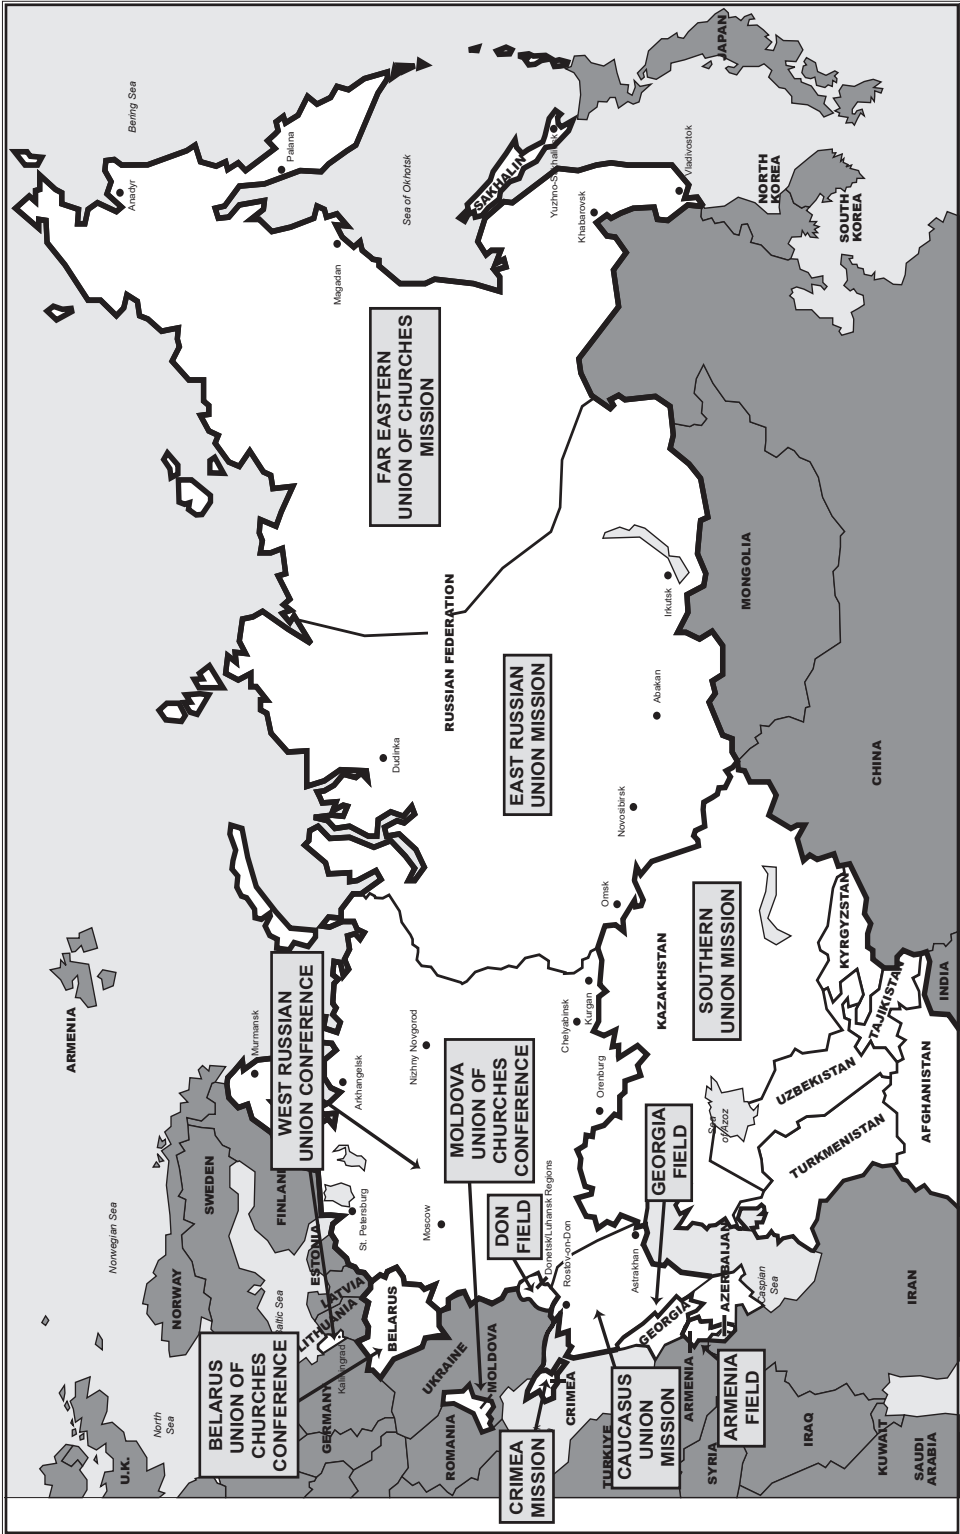 Bering Sea
Anadyr
Palana
Sea of Okhotsk
Magadan
SAKHALIN
Khabarovsk
Vladivostok
JAPAN
NORTH
KOREA
SOUTH
KOREA
FAR EASTERN
UNION OF CHURCHES
MISSION
RUSSIAN FEDERATION
EAST RUSSIAN
UNION MISSION
Dudinka
Irkutsk
Abakan
Novosibirsk
Omsk
MONGOLIA
CHINA
ARMENIA
Murmansk
WEST RUSSIAN
UNION CONFERENCE
Arkhangelsk
Nizhny Novgorod
Chelyabinsk
Kurgan
Orenburg
KAZAKHSTAN
SOUTHERN
UNION MISSION
KYRGYZSTAN
TAJIKISTAN
UZBEKISTAN
TURKMENISTAN
AFGHANISTAN
INDIA
Sea
of Azoz
MOLDOVA
UNION OF
CHURCHES
CONFERENCE
GEORGIA
FIELD
DON
FIELD
Donetsk/Luhansk Regions
Rostov-on-Don
Astrakhan
Moscow
St. Petersburg
Norwegian Sea
NORWAY
SWEDEN
FINLAND
ESTONIA
LATVIA
LITHUANIA
Kaliningrad
BELARUS
UKRAINE
MOLDOVA
ROMANIA
GERMANY
North
Sea
U.K.
BELARUS
UNION OF
CHURCHES
CONFERENCE
CRIMEA
MISSION
CRIMEA
CAUCASUS
UNION
MISSION
GEORGIA
AZERBAIJAN
Caspian
Sea
ARMENIA
ARMENIA
FIELD
TURKIYE
SYRIA
IRAQ
IRAN
KUWAIT
SAUDI
ARABIA